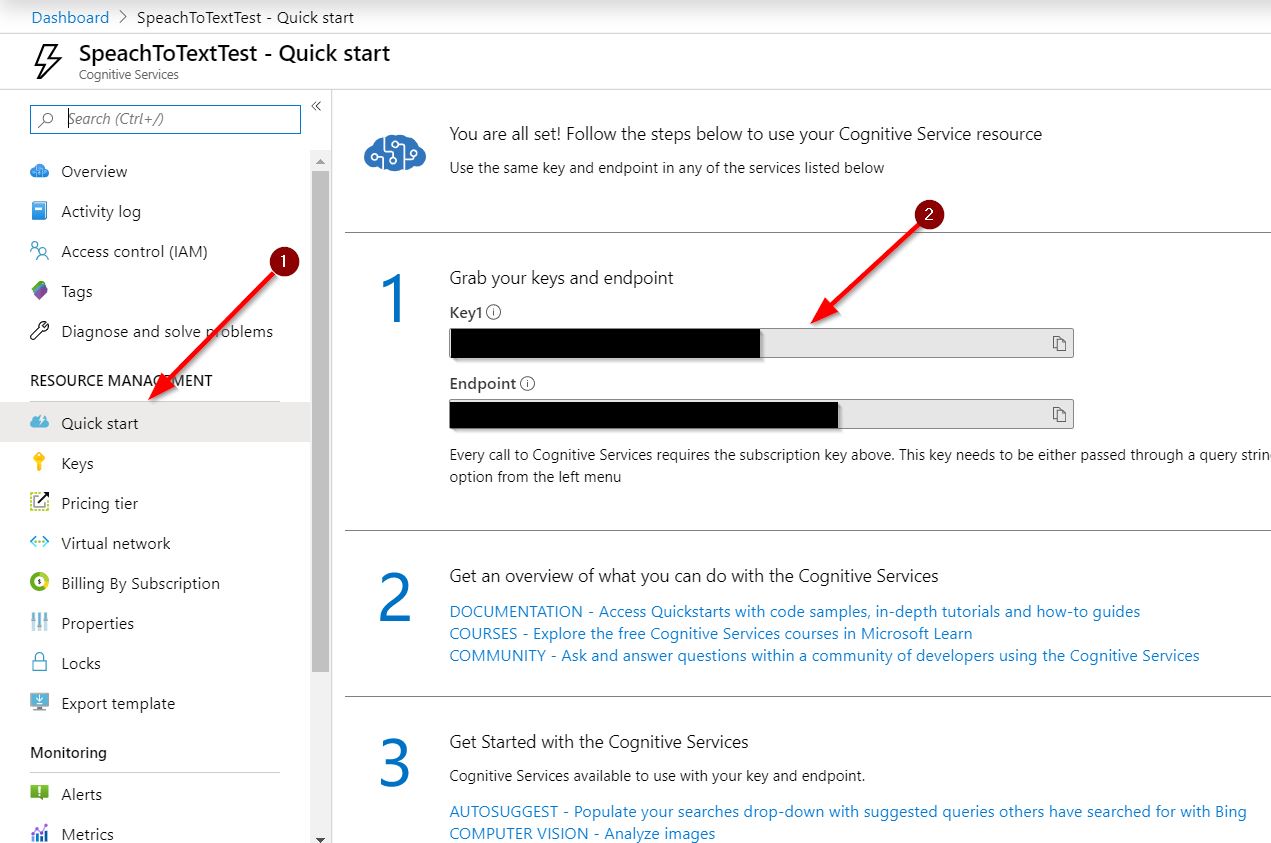 Dashboard > SpeachToTextTest - Quick start
SpeachToTextTest - Quick start
Cognitive Services
Search (Ctrl+/)
Overview
Activity log
Access control (IAM)
Tags
Diagnose and solve problems
RESOURCE MANAGEMENT
Quick start
Keys
Pricing tier
Virtual network
Billing By Subscription
Properties
Locks
Export template
Monitoring
Alerts
Metrics
1
You are all set! Follow the steps below to use your Cognitive Service resource
Use the same key and endpoint in any of the services listed below
2
1
Grab your keys and endpoint
Key1
Endpoint
Every call to Cognitive Services requires the subscription key above. This key needs to be either passed through a query strin
option from the left menu
2
Get an overview of what you can do with the Cognitive Services
DOCUMENTATION - Access Quickstarts with code samples, in-depth tutorials and how-to guides
COURSES - Explore the free Cognitive Services courses in Microsoft Learn
COMMUNITY - Ask and answer questions within a community of developers using the Cognitive Services
3
Get Started with the Cognitive Services
Cognitive Services available to use with your key and endpoint.
AUTOSUGGEST - Populate your searches drop-down with suggested queries others have searched for with Bing
COMPUTER VISION - Analyze images